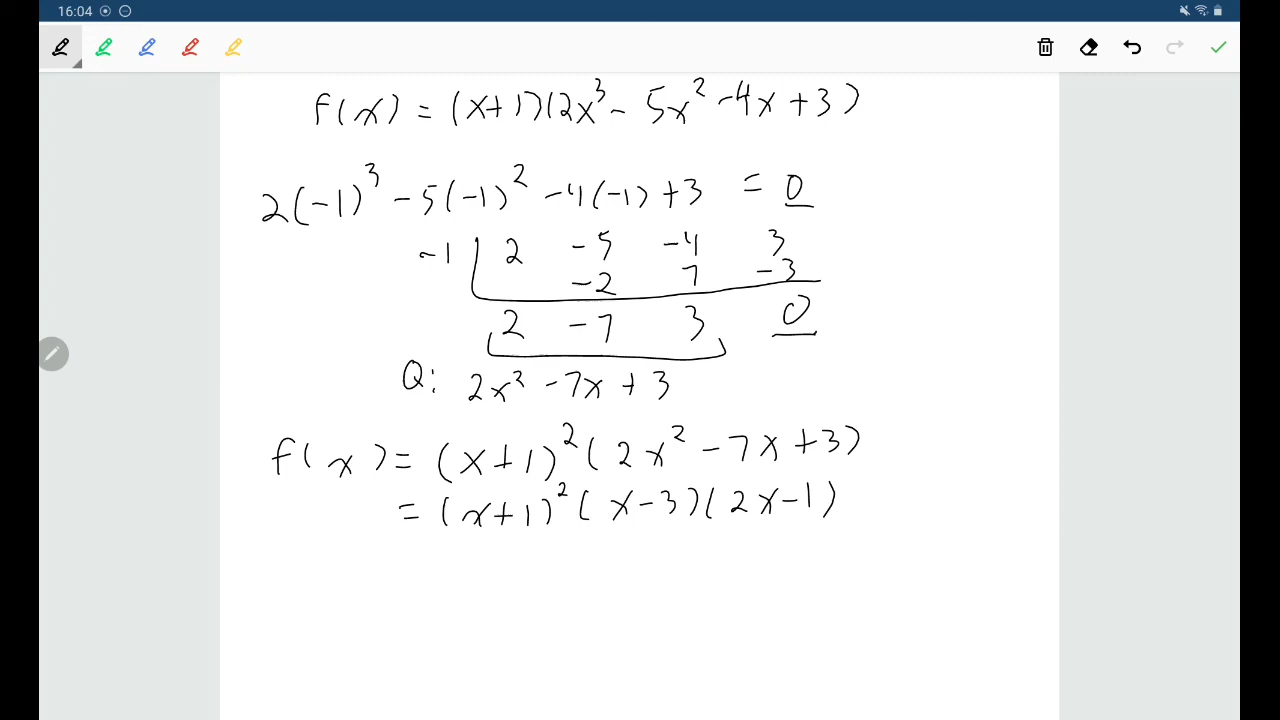 16:04
f(x) = (x+1)(2x³ - 5x² -4x +3)
2(-1)³ -5(-1)² -4(-1) +3 = 0
-1 | 2 -5 -4 3
-2 7 -3
2 -7 3 0
Q: 2x² -7x +3
f(x) = (x+1)²(2x² -7x+3)
= (x+1)²(x-3)(2x-1)